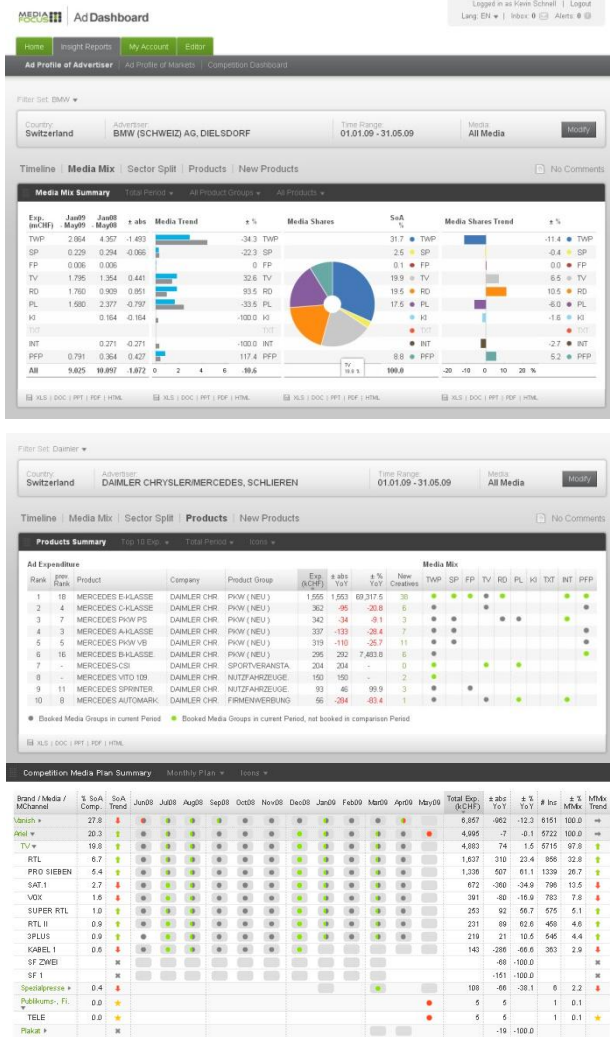 Logged in as Kevin Schnell | Logout
MEDIA FOCUS Ad Dashboard
Lang: EN | Inbox: 0 Alerts: 0
Home Insight Reports My Account Editor
Ad Profile of Advertiser | Ad Profile of Markets | Competition Dashboard
Filter Set: BMW
Country: Advertiser: Time Range: Media:
Switzerland BMW (SCHWEIZ) AG, DIELSDORF 01.01.09 - 31.05.09 All Media Modify
Timeline | Media Mix | Sector Split | Products | New Products No Comments
Media Mix Summary Total Period All Product Groups All Products
Exp. (mCHF) Jan09 - May09 Jan08 - May08 ± abs Media Trend ± % Media Shares SoA % Media Shares Trend ± %
TWP 2.864 4.357 -1.493 -34.3 TWP 31.7 TWP -11.4 TWP
SP 0.229 0.294 -0.066 -22.3 SP 2.5 SP -0.4 SP
FP 0.006 0.006 0 FP 0.1 FP 0.0 FP
TV 1.795 1.354 0.441 32.6 TV 19.9 TV 6.5 TV
RD 1.760 0.909 0.851 93.5 RD 19.5 RD 10.5 RD
PL 1.580 2.377 -0.797 -33.5 PL 17.5 PL -6.0 PL
KI 0.164 -0.164 -100.0 KI KI -1.6 KI
TXT TXT TXT TXT
INT 0.271 -0.271 -100.0 INT INT -2.7 INT
PFP 0.791 0.364 0.427 117.4 PFP 8.8 PFP 5.2 PFP
All 9.025 10.097 -1.072 0 2 4 6 -10.6 TV 100.0 -20 -10 0 10 20 %
XLS | DOC | PPT | PDF | HTML XLS | DOC | PPT | PDF | HTML XLS | DOC | PPT | PDF | HTML
Filter Set: Daimler
Country: Advertiser: Time Range: Media:
Switzerland DAIMLER CHRYSLER/MERCEDES, SCHLIEREN 01.01.09 - 31.05.09 All Media Modify
Timeline | Media Mix | Sector Split | Products | New Products No Comments
Products Summary Top 10 Exp. Total Period Icons
Ad Expenditure Media Mix
Rank prev. Rank Product Company Product Group Exp. (kCHF) ± abs YoY ± % YoY New Creatives TWP SP FP TV RD PL KI TXT INT PFP
1 18 MERCEDES E-KLASSE DAIMLER CHR. PKW ( NEU ) 1,555 1,553 69,317.5 38
2 4 MERCEDES C-KLASSE DAIMLER CHR. PKW ( NEU ) 362 -95 -20.8 6
3 7 MERCEDES PKW PS DAIMLER CHR. PKW ( NEU ) 342 -34 -9.1 3
4 3 MERCEDES A-KLASSE DAIMLER CHR. PKW ( NEU ) 337 -133 -28.4 7
5 5 MERCEDES PKW VB DAIMLER CHR. PKW ( NEU ) 319 -110 -25.7 11
6 16 MERCEDES B-KLASSE DAIMLER CHR. PKW ( NEU ) 295 292 7,483.8 6
7 - MERCEDES-CSI DAIMLER CHR. SPORTVERANSTA. 204 204 - 0
8 - MERCEDES VITO 109. DAIMLER CHR. NUTZFAHRZEUGE. 150 150 - 2
9 11 MERCEDES SPRINTER. DAIMLER CHR. NUTZFAHRZEUGE. 93 46 99.9 3
10 8 MERCEDES AUTOMARK. DAIMLER CHR. FIRMENWERBUNG 56 -284 -83.4 1
Booked Media Groups in current Period Booked Media Groups in current Period, not booked in comparison Period
XLS | DOC | PPT | PDF | HTML
Competition Media Plan Summary Monthly Plan Icons
Brand / Media / MChannel % SoA Comp. SoA Trend Jun08 Jul08 Aug08 Sep08 Oct08 Nov08 Dec08 Jan09 Feb09 Mar09 Apr09 May09 Total Exp. (kCHF) ± abs YoY ± % YoY # Ins ± % MMix MMix Trend
Vanish 27.8 6,857 -962 -12.3 6151 100.0
Ariel 20.3 4,995 -7 -0.1 5722 100.0
TV 19.8 4,883 74 1.5 5715 97.8
RTL 6.7 1,637 310 23.4 856 32.8
PRO SIEBEN 5.4 1,336 507 61.1 1339 26.7
SAT.1 2.7 672 -360 -34.9 796 13.5
VOX 1.6 391 -80 -16.9 783 7.8
SUPER RTL 1.0 253 92 56.7 575 5.1
RTL II 0.9 231 89 62.6 458 4.6
3PLUS 0.9 219 21 10.5 545 4.4
KABEL 1 0.6 143 -286 -66.6 363 2.9
SF ZWEI -68 -100.0
SF 1 -151 -100.0
Spezialpresse 0.4 108 -66 -38.1 6 2.2
Publikums-, Fi. 0.0 5 5 1 0.1
TELE 0.0 5 5 1 0.1
Plakat -19 -100.0